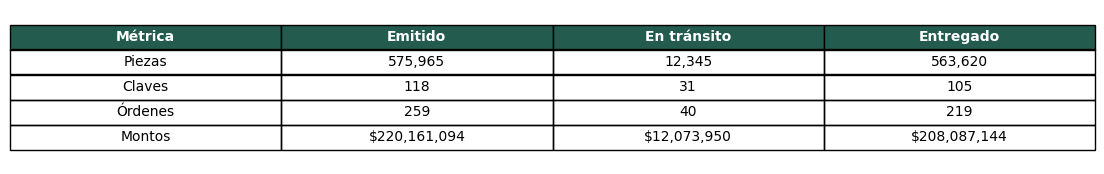 Métrica Emitido En tránsito Entregado
Piezas 575,965 12,345 563,620
Claves 118 31 105
Órdenes 259 40 219
Montos $220,161,094 $12,073,950 $208,087,144